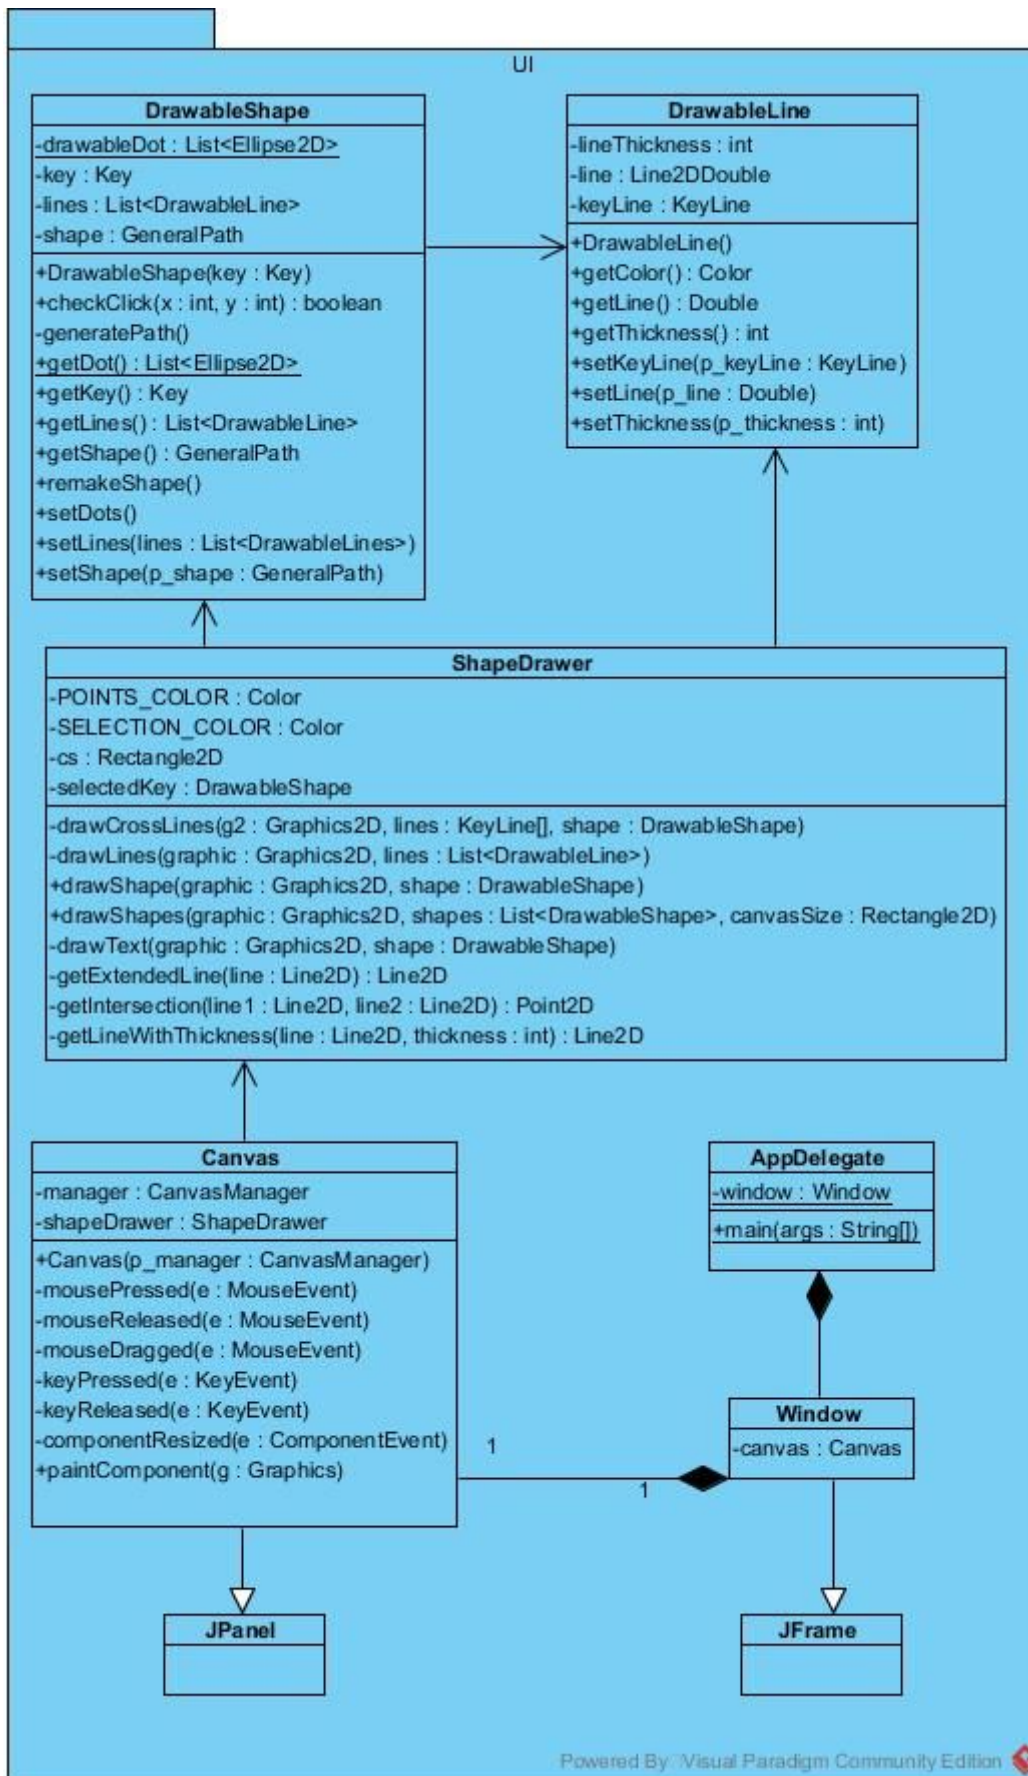 UI
DrawableShape
-drawableDot : List<Ellipse2D>
-key : Key
-lines : List<DrawableLine>
-shape : GeneralPath
+DrawableShape(key : Key)
+checkClick(x : int, y : int) : boolean
-generatePath()
+getDot() : List<Ellipse2D>
+getKey() : Key
+getLines() : List<DrawableLine>
+getShape() : GeneralPath
+remakeShape()
+setDots()
+setLines(lines : List<DrawableLines>)
+setShape(p_shape : GeneralPath)
DrawableLine
-lineThickness : int
-line : Line2DDouble
-keyLine : KeyLine
+DrawableLine()
+getColor() : Color
+getLine() : Double
+getThickness() : int
+setKeyLine(p_keyLine : KeyLine)
+setLine(p_line : Double)
+setThickness(p_thickness : int)
ShapeDrawer
-POINTS_COLOR : Color
-SELECTION_COLOR : Color
-cs : Rectangle2D
-selectedKey : DrawableShape
-drawCrossLines(g2 : Graphics2D, lines : KeyLine[], shape : DrawableShape)
-drawLines(graphic : Graphics2D, lines : List<DrawableLine>)
+drawShape(graphic : Graphics2D, shape : DrawableShape)
+drawShapes(graphic : Graphics2D, shapes : List<DrawableShape>, canvasSize : Rectangle2D)
-drawText(graphic : Graphics2D, shape : DrawableShape)
-getExtendedLine(line : Line2D) : Line2D
-getIntersection(line1 : Line2D, line2 : Line2D) : Point2D
-getLineWithThickness(line : Line2D, thickness : int) : Line2D
Canvas
-manager : CanvasManager
-shapeDrawer : ShapeDrawer
+Canvas(p_manager : CanvasManager)
-mousePressed(e : MouseEvent)
-mouseReleased(e : MouseEvent)
-mouseDragged(e : MouseEvent)
-keyPressed(e : KeyEvent)
-keyReleased(e : KeyEvent)
-componentResized(e : ComponentEvent)
+paintComponent(g : Graphics)
AppDelegate
-window : Window
+main(args : String[])
Window
-canvas : Canvas
1
1
JPanel
JFrame
Powered By Visual Paradigm Community Edition